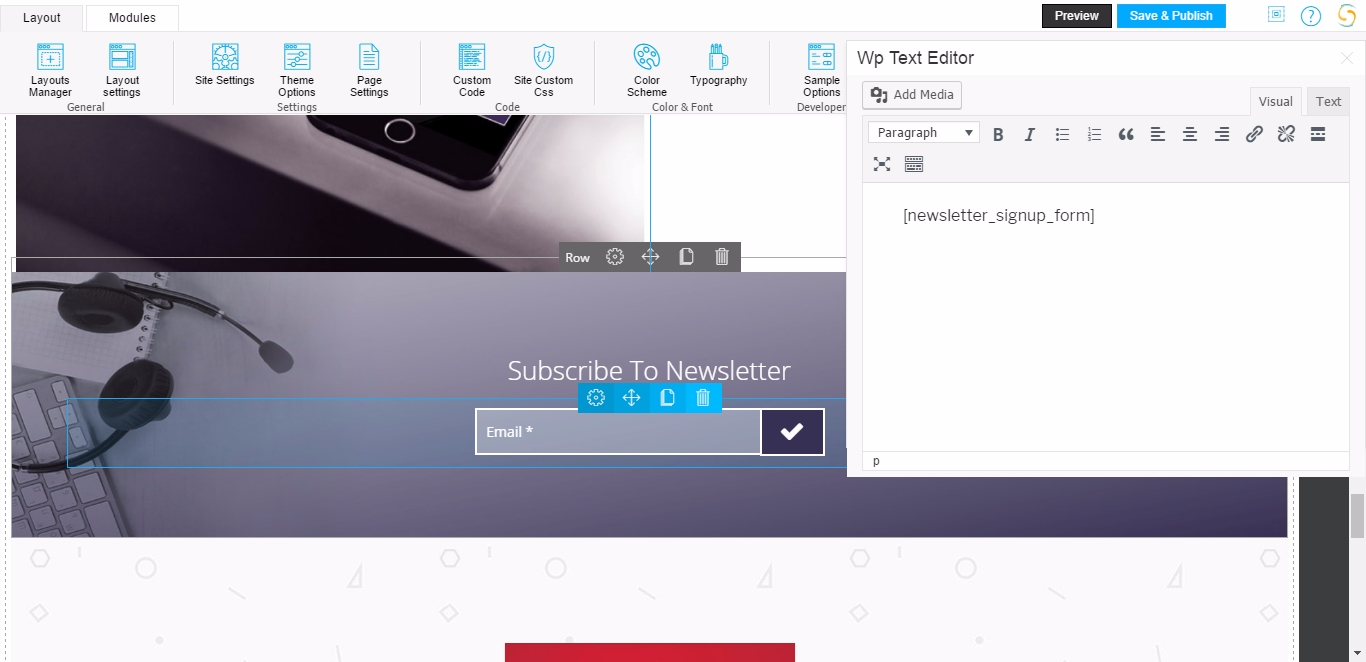 Layout
Modules
Preview
Save & Publish
?
Layouts
Manager
Layout
settings
General
Site Settings
Theme
Options
Page
Settings
Settings
Custom
Code
Site Custom
Css
Code
Color
Scheme
Typography
Color & Font
Sample
Options
Developer
Wp Text Editor
Add Media
Visual
Text
Paragraph
B
I
[newsletter_signup_form]
p
Row
Subscribe To Newsletter
Email *